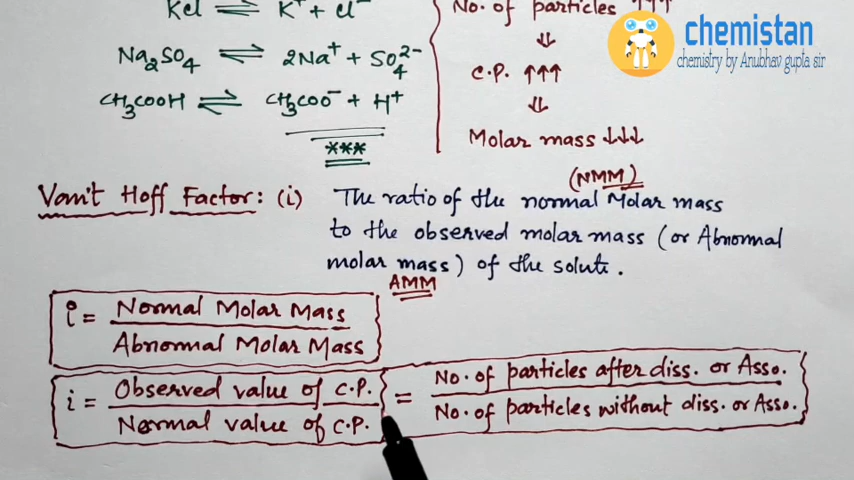 KCl ⇌ K⁺ + Cl⁻
Na₂SO₄ ⇌ 2Na⁺ + SO₄²⁻
CH₃COOH ⇌ CH₃COO⁻ + H⁺
***
No. of particles ↑↑↑
⇓
C.P. ↑↑↑
⇓
Molar mass ↓↓↓
chemistan
chemistry by Anubhav gupta sir
(NMM)
Van't Hoff Factor: (i) The ratio of the normal Molar mass
to the observed molar mass (or Abnormal
molar mass) of the solute.
AMM
i = Normal Molar Mass
Abnormal Molar Mass
i = Observed value of C.P. = No. of particles after diss. or Asso.
Normal value of C.P. No. of particles without diss. or Asso.